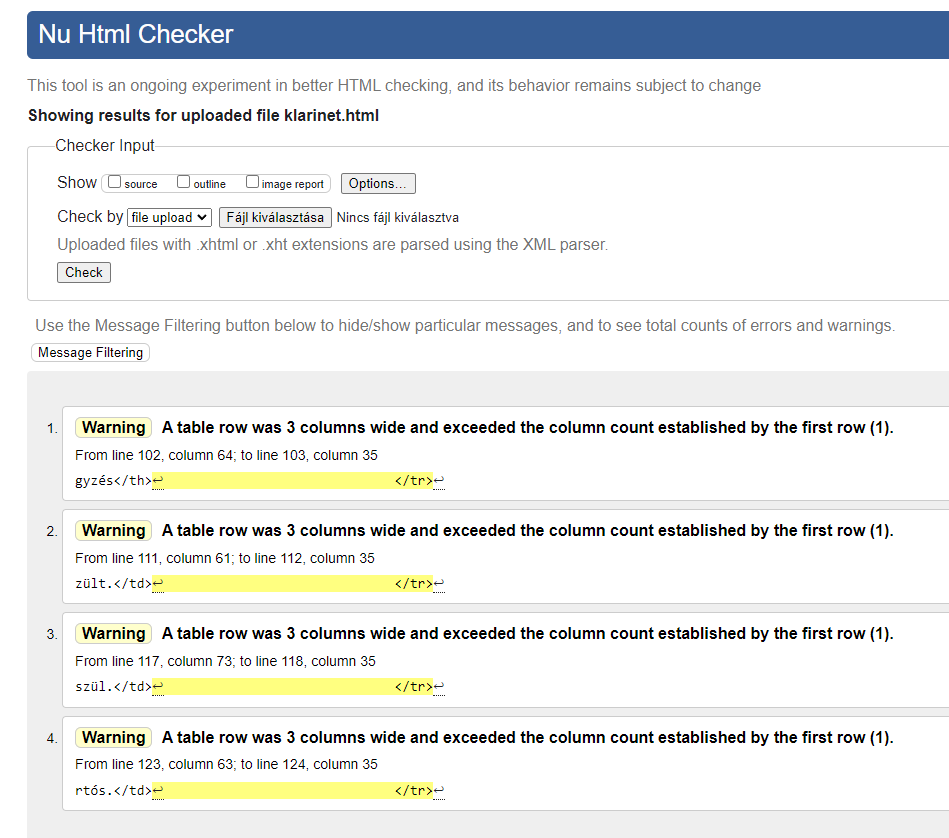 Nu Html Checker
This tool is an ongoing experiment in better HTML checking, and its behavior remains subject to change
Showing results for uploaded file klarinet.html
Checker Input
Show source outline image report Options...
Check by file upload Fájl kiválasztása Nincs fájl kiválasztva
Uploaded files with .xhtml or .xht extensions are parsed using the XML parser.
Check
Use the Message Filtering button below to hide/show particular messages, and to see total counts of errors and warnings.
Message Filtering
1. Warning A table row was 3 columns wide and exceeded the column count established by the first row (1).
From line 102, column 64; to line 103, column 35
gyzés</th>↩ </tr>↩
2. Warning A table row was 3 columns wide and exceeded the column count established by the first row (1).
From line 111, column 61; to line 112, column 35
zült.</td>↩ </tr>↩
3. Warning A table row was 3 columns wide and exceeded the column count established by the first row (1).
From line 117, column 73; to line 118, column 35
szül.</td>↩ </tr>↩
4. Warning A table row was 3 columns wide and exceeded the column count established by the first row (1).
From line 123, column 63; to line 124, column 35
rtós.</td>↩ </tr>↩